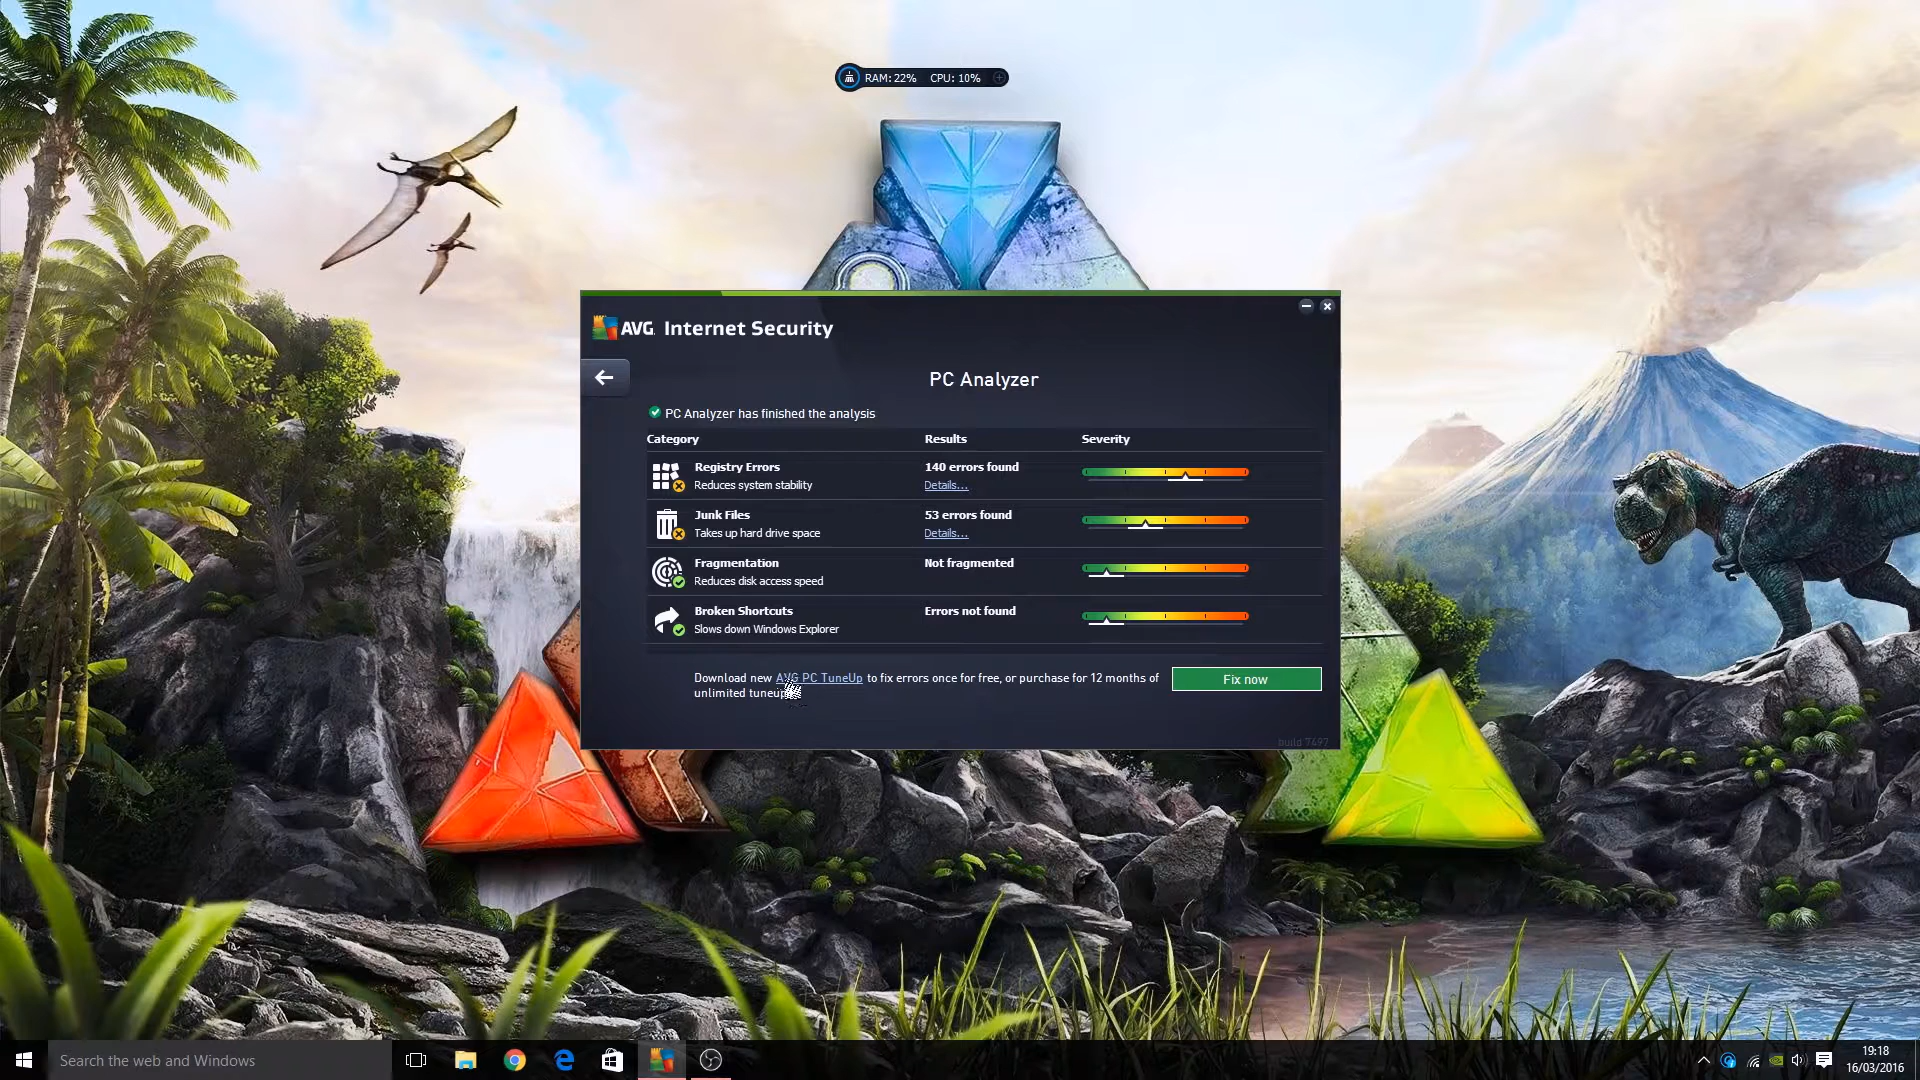 RAM: 22% CPU: 10%
AVG. Internet Security
PC Analyzer
PC Analyzer has finished the analysis
Category Results Severity
Registry Errors 140 errors found
Reduces system stability Details...
Junk Files 53 errors found
Takes up hard drive space Details...
Fragmentation Not fragmented
Reduces disk access speed
Broken Shortcuts Errors not found
Slows down Windows Explorer
Download new AVG PC TuneUp to fix errors once for free, or purchase for 12 months of
unlimited
Fix now
build 7497
Search the web and Windows
19:18
16/03/2016